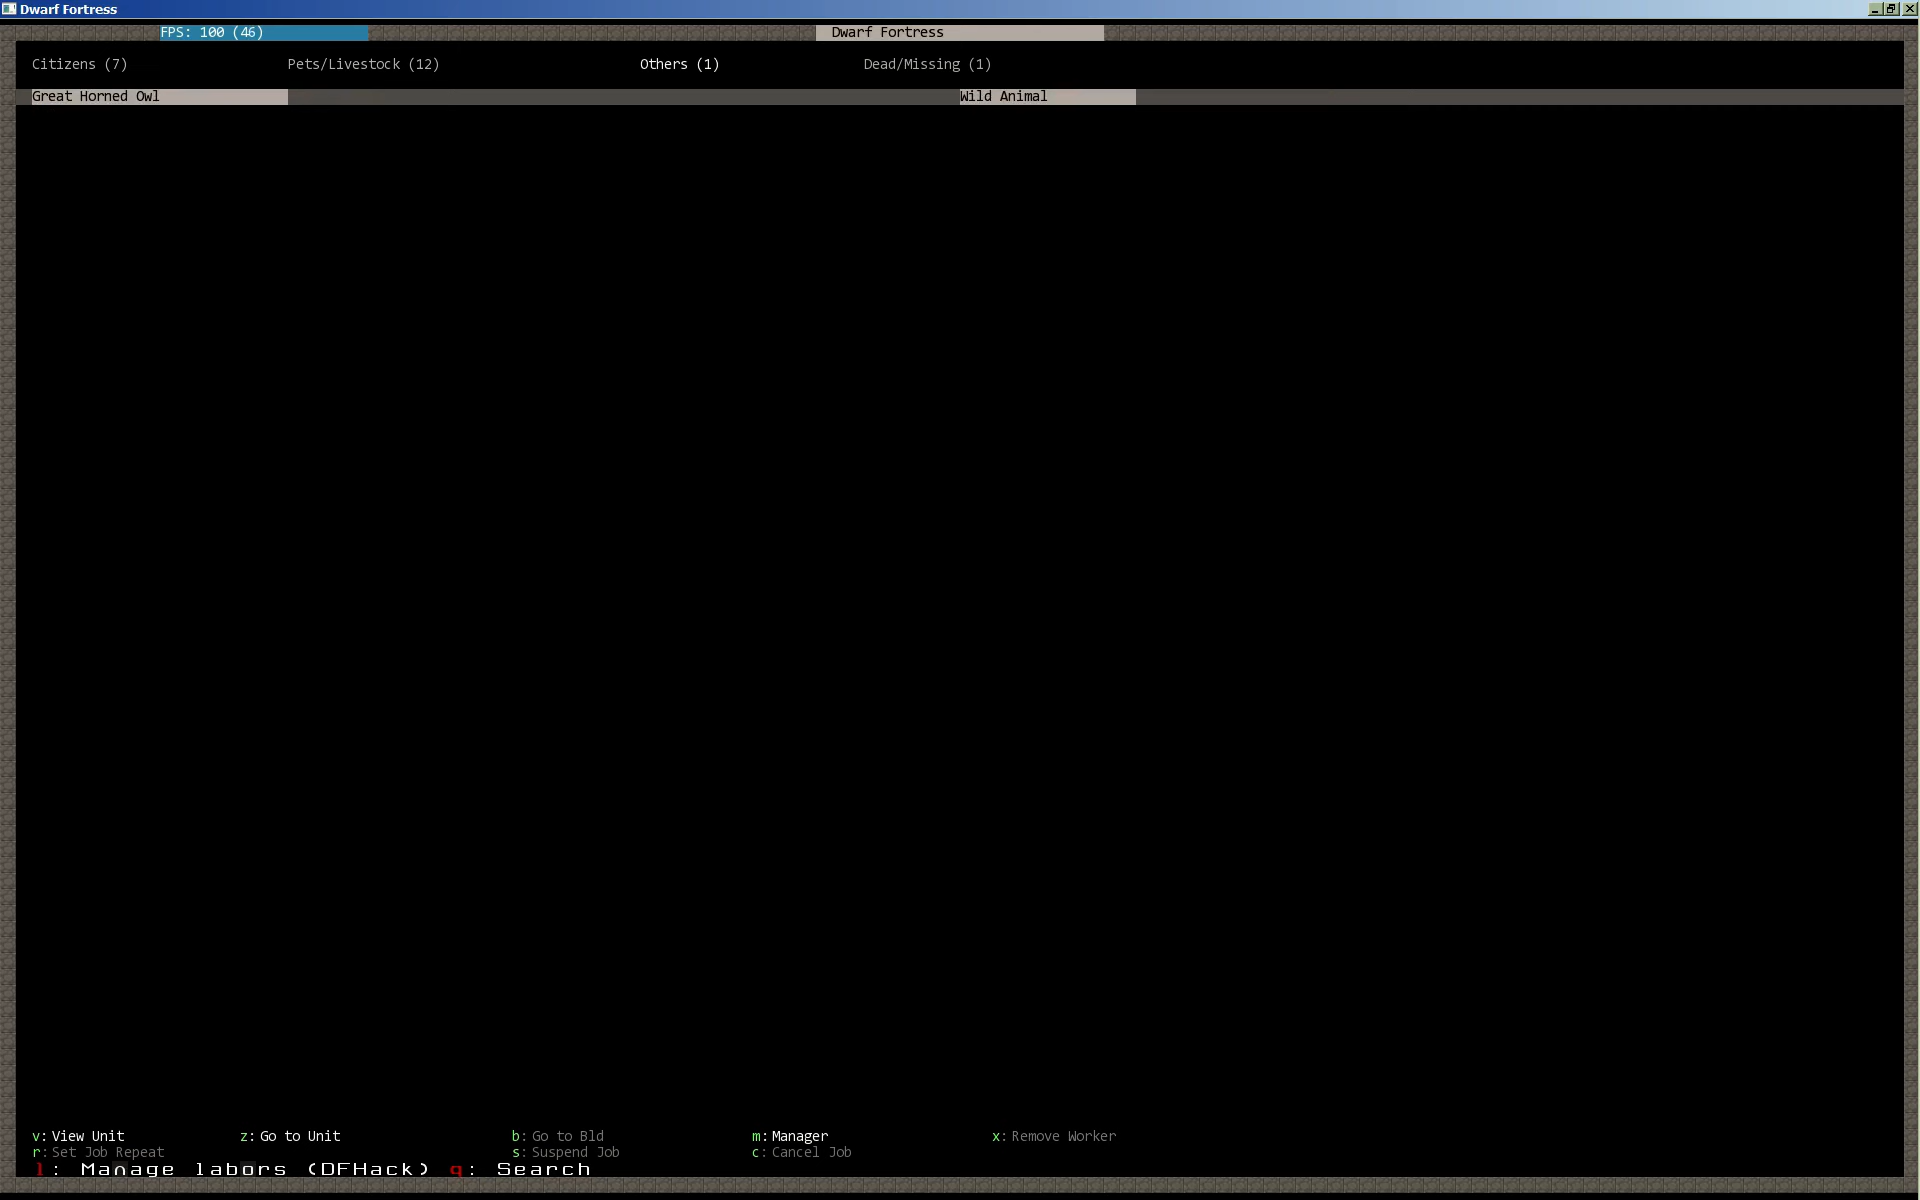 Dwarf Fortress
FPS: 100 (46) Dwarf Fortress
Citizens (7) Pets/Livestock (12) Others (1) Dead/Missing (1)
Great Horned Owl Wild Animal
v: View Unit z: Go to Unit b: Go to Bld m: Manager x: Remove Worker
r: Set Job Repeat s: Suspend Job c: Cancel Job
l: Manage labors (DFHack) q: Search